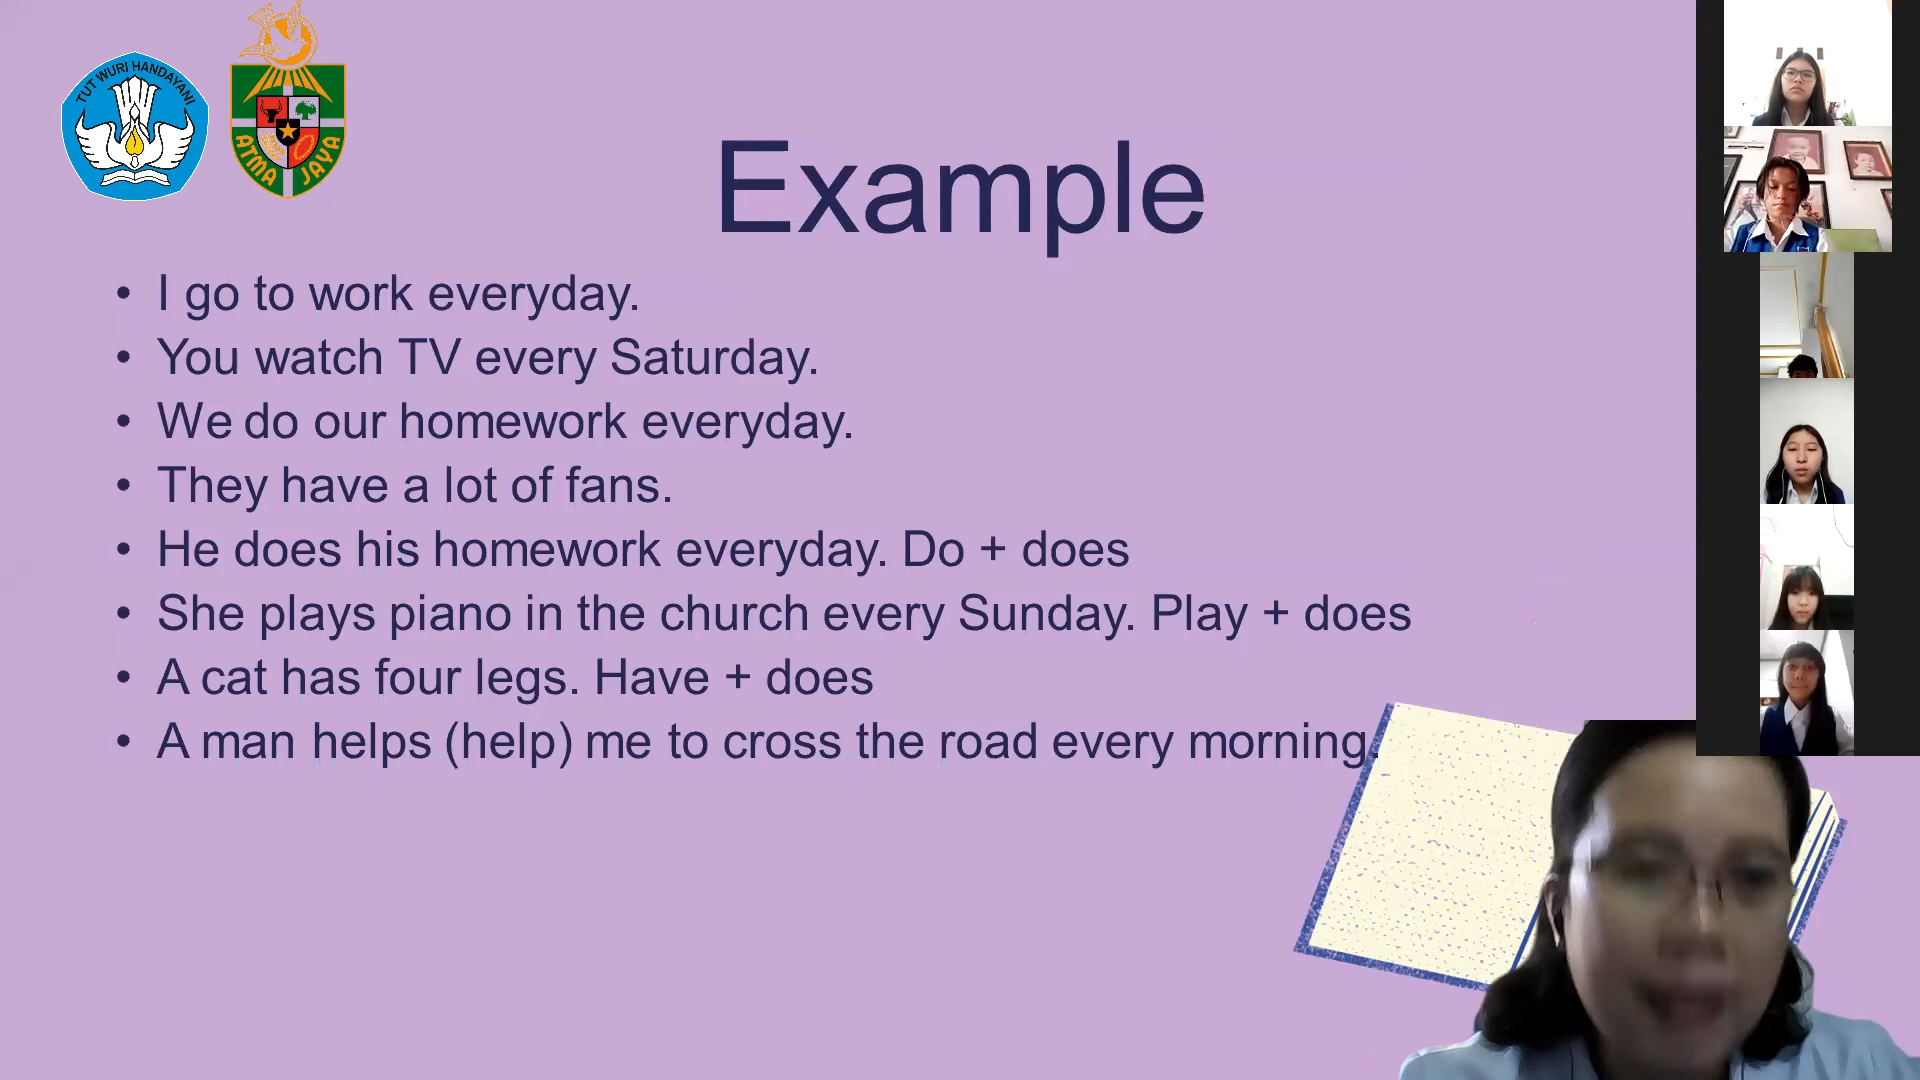 TUT WURI HANDAYANI
ATMA JAYA
Example
• I go to work everyday.
• You watch TV every Saturday.
• We do our homework everyday.
• They have a lot of fans.
• He does his homework everyday. Do + does
• She plays piano in the church every Sunday. Play + does
• A cat has four legs. Have + does
• A man helps (help) me to cross the road every morning.